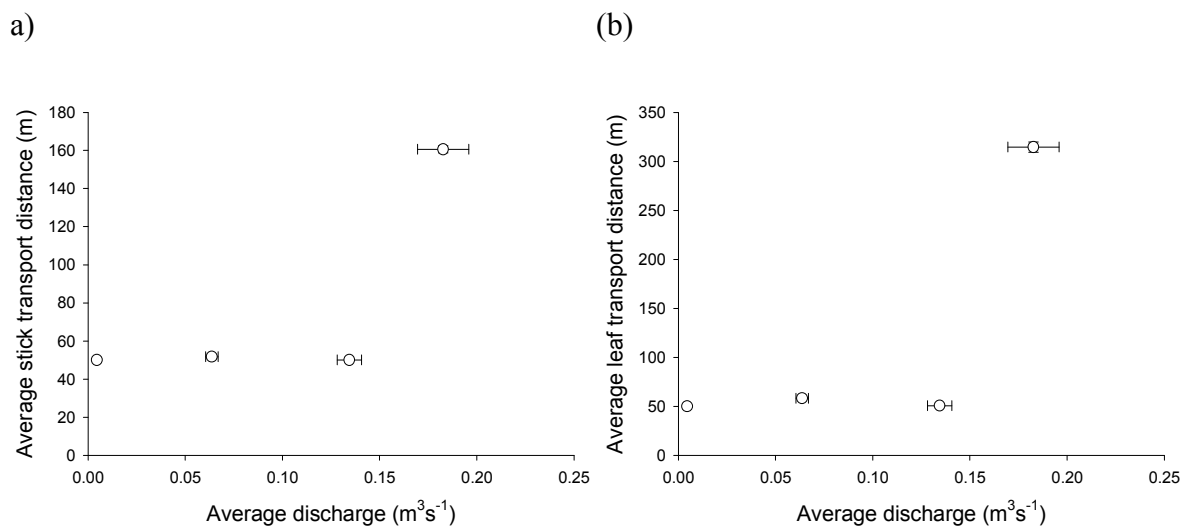 a)
(b)
Average stick transport distance (m)
180
160
140
120
100
80
60
40
20
0
0.00 0.05 0.10 0.15 0.20 0.25
Average discharge (m³s⁻¹)
Average leaf transport distance (m)
350
300
250
200
150
100
50
0
0.00 0.05 0.10 0.15 0.20 0.25
Average discharge (m³s⁻¹)